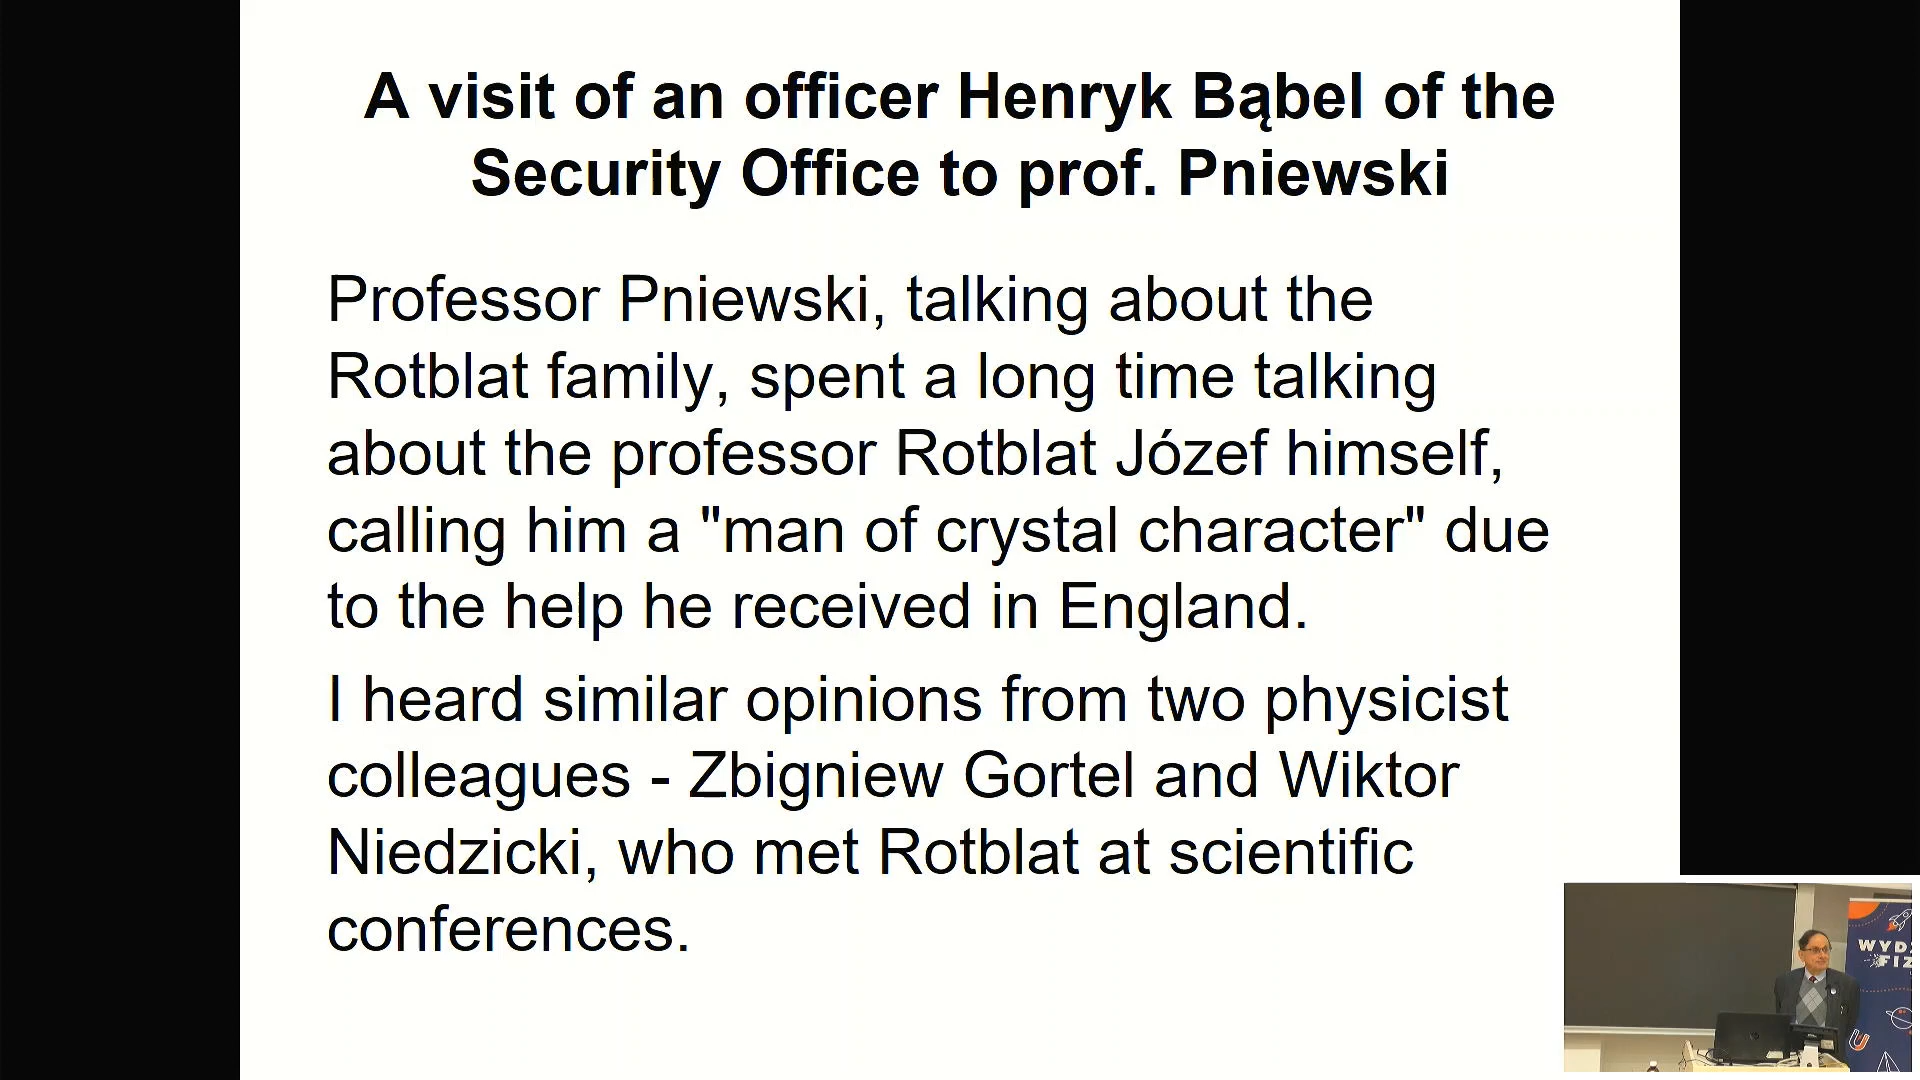 A visit of an officer Henryk Bąbel of the
Security Office to prof. Pniewski
Professor Pniewski, talking about the
Rotblat family, spent a long time talking
about the professor Rotblat Józef himself,
calling him a "man of crystal character" due
to the help he received in England.
I heard similar opinions from two physicist
colleagues - Zbigniew Gortel and Wiktor
Niedzicki, who met Rotblat at scientific
conferences.
WYDZ
FIZ